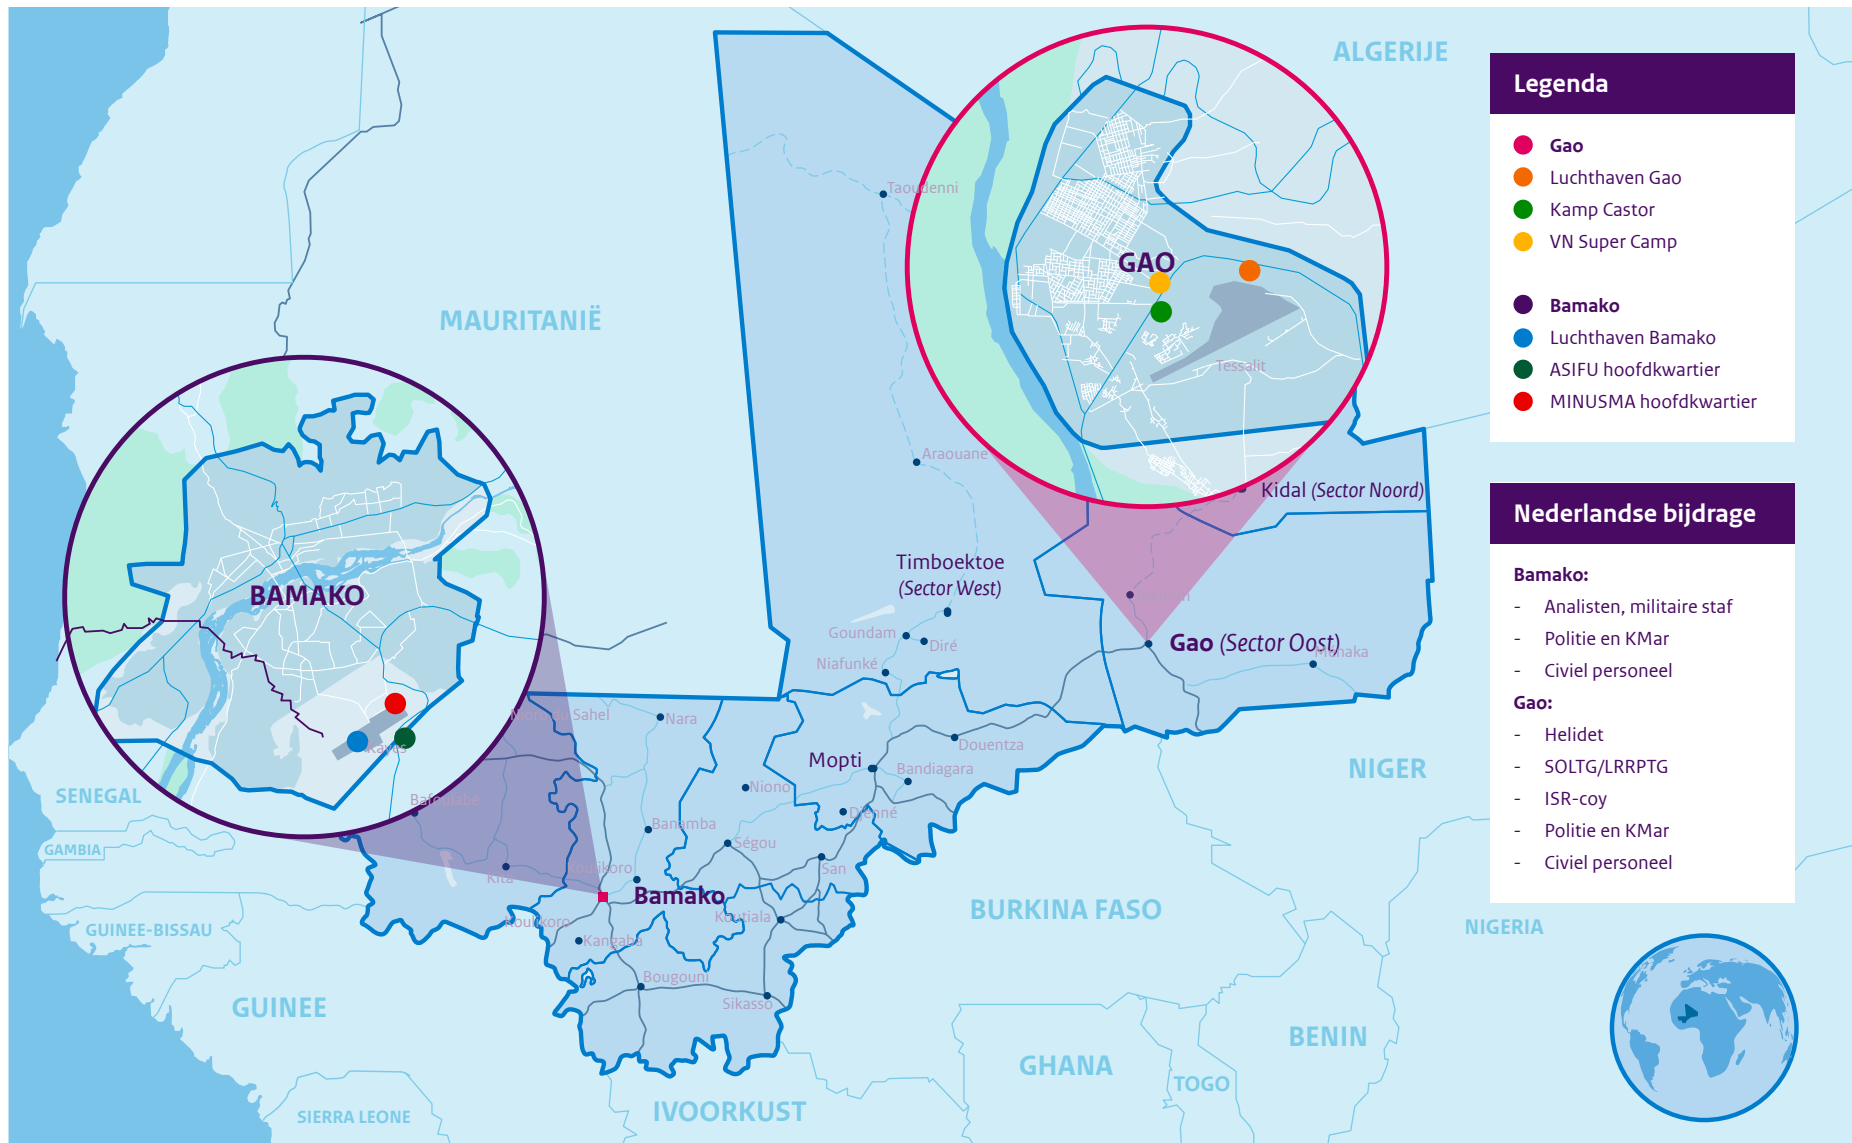 ALGERIJE
MAURITANIË
Taoudenni
GAO
Tessalit
Araouane
Kidal (Sector Noord)
Timboektoe
(Sector West)
Goundam
Diré
Niafunké
Gao (Sector Oost)
Menaka
BAMAKO
Kayes
Nara
Douentza
Mopti
Bandiagara
Niono
Djenné
Bafoulabé
Banamba
Ségou
San
Kita
Koulikoro
Bamako
Koutiala
Koulikoro
Kangaba
Bougouni
Sikasso
SENEGAL
GAMBIA
GUINEE-BISSAU
GUINEE
SIERRA LEONE
IVOORKUST
BURKINA FASO
GHANA
TOGO
BENIN
NIGER
NIGERIA
Legenda
Gao
Luchthaven Gao
Kamp Castor
VN Super Camp
Bamako
Luchthaven Bamako
ASIFU hoofdkwartier
MINUSMA hoofdkwartier
Nederlandse bijdrage
Bamako:
- Analisten, militaire staf
- Politie en KMar
- Civiel personeel
Gao:
- Helidet
- SOLTG/LRRPTG
- ISR-coy
- Politie en KMar
- Civiel personeel